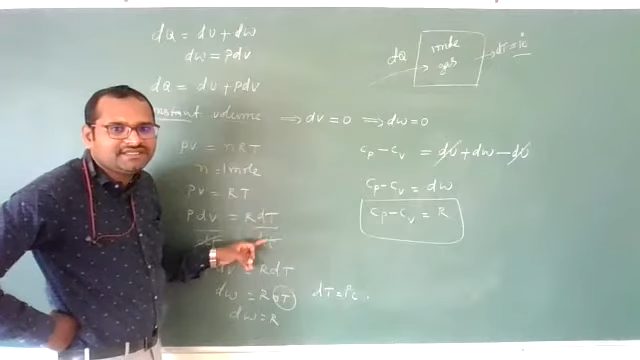 dQ = dU + dW
dW = PdV
dQ = dU + PdV
constant volume ⟹ dV = 0 ⟹ dW = 0
PV = nRT
n = 1mole
PV = RT
PdV = RdT
dV = RdT
dW = R dT dT = 1°c.
dW = R
dQ
1mole
gas
dT = 1c
Cp - Cv = dU + dW - dU
Cp - Cv = dW
Cp - Cv = R